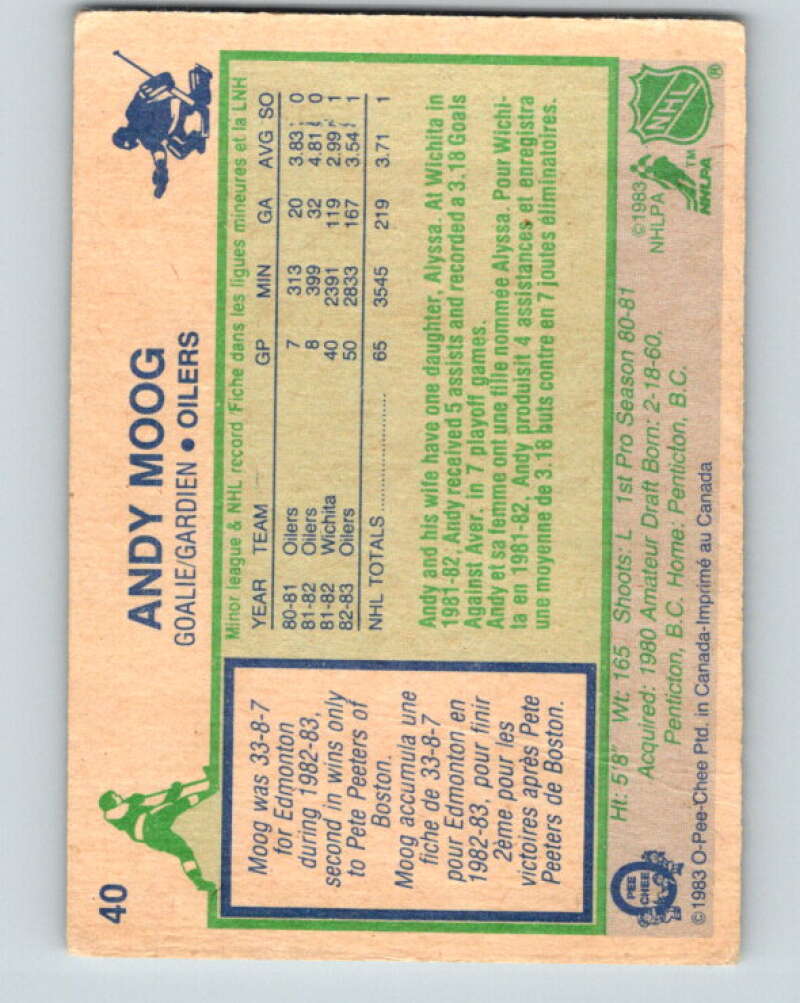 40
ANDY MOOG
GOALIE/GARDIEN • OILERS
Moog was 33-8-7
for Edmonton
during 1982-83,
second in wins only
to Pete Peeters of
Boston.
Moog accumula une
fiche de 33-8-7
pour Edmonton en
1982-83, pour finir
2ème pour les
victoires après Pete
Peeters de Boston.
Minor league & NHL record/Fiche dans les ligues mineures et la LNH
YEAR TEAM GP MIN GA AVG SO
80-81 Oilers 7 313 20 3.83 0
81-82 Oilers 8 399 32 4.81 0
81-82 Wichita 40 2391 119 2.99 1
82-83 Oilers 50 2833 167 3.54 1
NHL TOTALS 65 3545 219 3.71 1
Andy and his wife have one daughter, Alyssa. At Wichita in
1981-82, Andy received 5 assists and recorded a 3.18 Goals
Against Aver. in 7 playoff games.
Andy et sa femme ont une fille nommée Alyssa. Pour Wichi-
ta en 1981-82, Andy produisit 4 assistances et enregistra
une moyenne de 3.18 buts contre en 7 joutes éliminatoires.
Ht: 5'8" Wt: 165 Shoots: L 1st Pro Season 80-81
Acquired: 1980 Amateur Draft Born: 2-18-60,
Penticton, B.C. Home: Penticton, B.C.
©1983 O-Pee-Chee Ptd. in Canada-Imprimé au Canada
O PEE CHEE
©1983
NHLPA
NHL ®
NHLPA ™